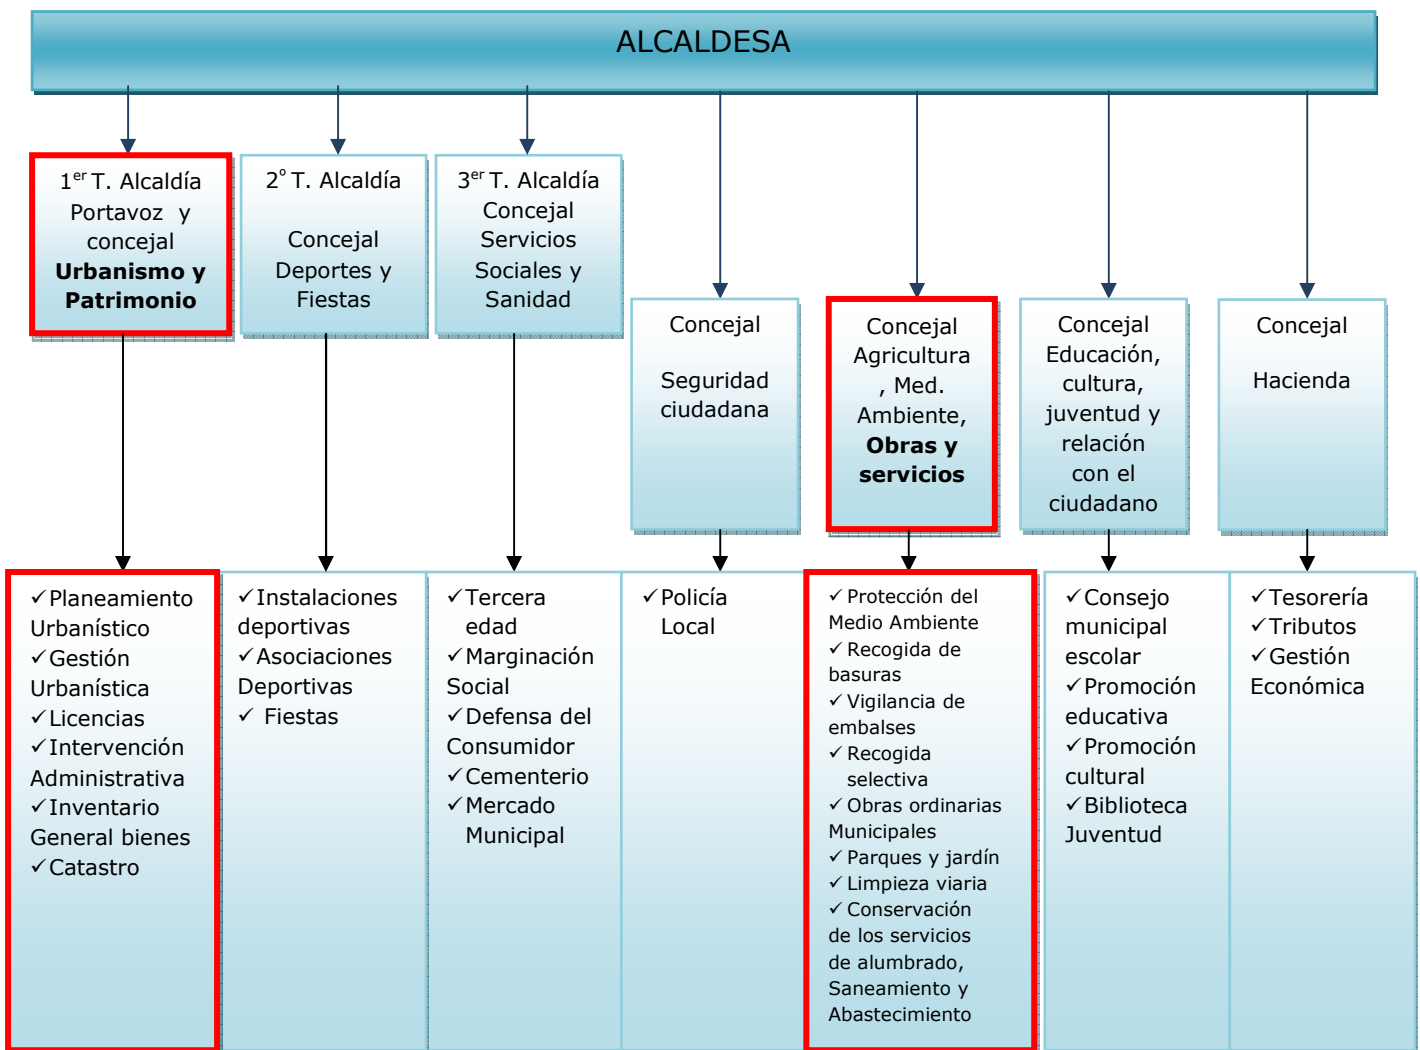 ALCALDESA
1er T. Alcaldía
Portavoz y
concejal
Urbanismo y
Patrimonio
2º T. Alcaldía
Concejal
Deportes y
Fiestas
3er T. Alcaldía
Concejal
Servicios
Sociales y
Sanidad
Concejal
Seguridad
ciudadana
Concejal
Agricultura
, Med.
Ambiente,
Obras y
servicios
Concejal
Educación,
cultura,
juventud y
relación
con el
ciudadano
Concejal
Hacienda
✓Planeamiento
Urbanístico
✓Gestión
Urbanística
✓Licencias
✓Intervención
Administrativa
✓Inventario
General bienes
✓Catastro
✓Instalaciones
deportivas
✓Asociaciones
Deportivas
✓ Fiestas
✓Tercera
edad
✓Marginación
Social
✓Defensa del
Consumidor
✓Cementerio
✓Mercado
Municipal
✓Policía
Local
✓Protección del
Medio Ambiente
✓Recogida de
basuras
✓Vigilancia de
embalses
✓Recogida
selectiva
✓Obras ordinarias
Municipales
✓Parques y jardín
✓Limpieza viaria
✓Conservación
de los servicios
de alumbrado,
Saneamiento y
Abastecimiento
✓Consejo
municipal
escolar
✓Promoción
educativa
✓Promoción
cultural
✓Biblioteca
Juventud
✓Tesorería
✓Tributos
✓Gestión
Económica